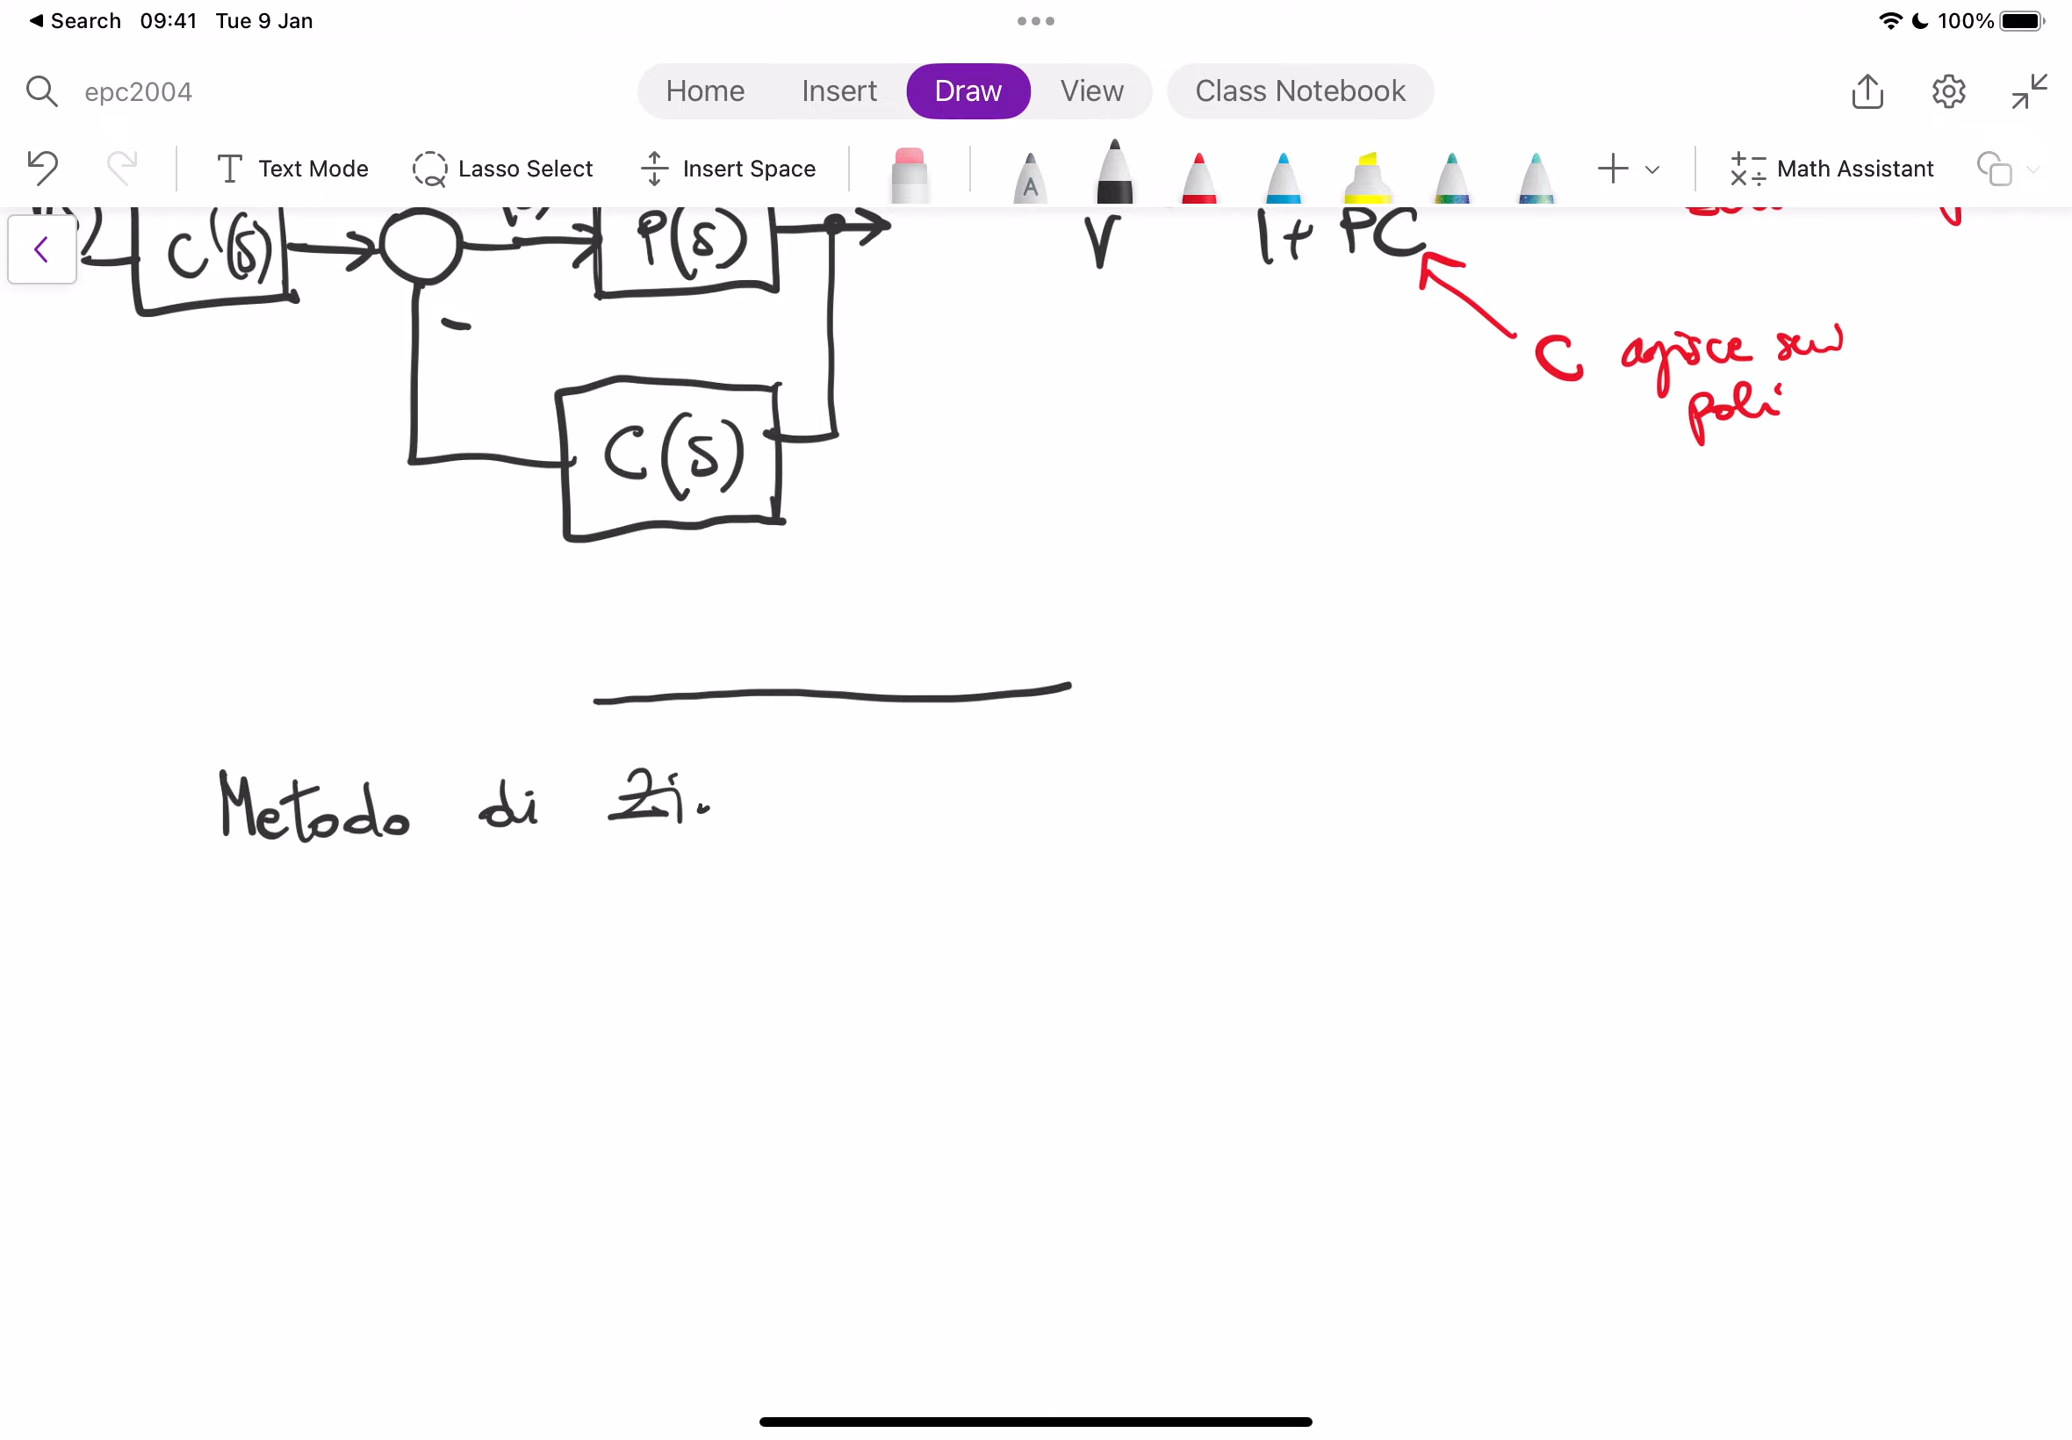 Search 09:41 Tue 9 Jan 100%
epc2004 Home Insert Draw View Class Notebook
Text Mode Lasso Select Insert Space A Math Assistant
C'(s) P(s) V 1+ PC
C agisce sui
poli
-
C(s)
Metodo di Zi.